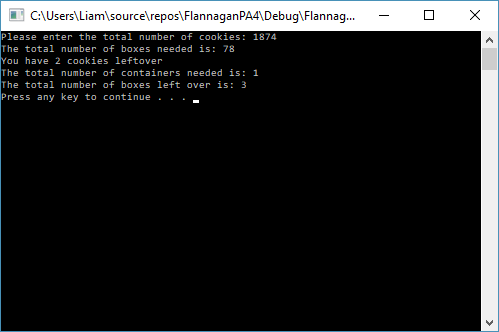 C:\Users\Liam\source\repos\FlannaganPA4\Debug\Flannag...
Please enter the total number of cookies: 1874
The total number of boxes needed is: 78
You have 2 cookies leftover
The total number of containers needed is: 1
The total number of boxes left over is: 3
Press any key to continue . . .